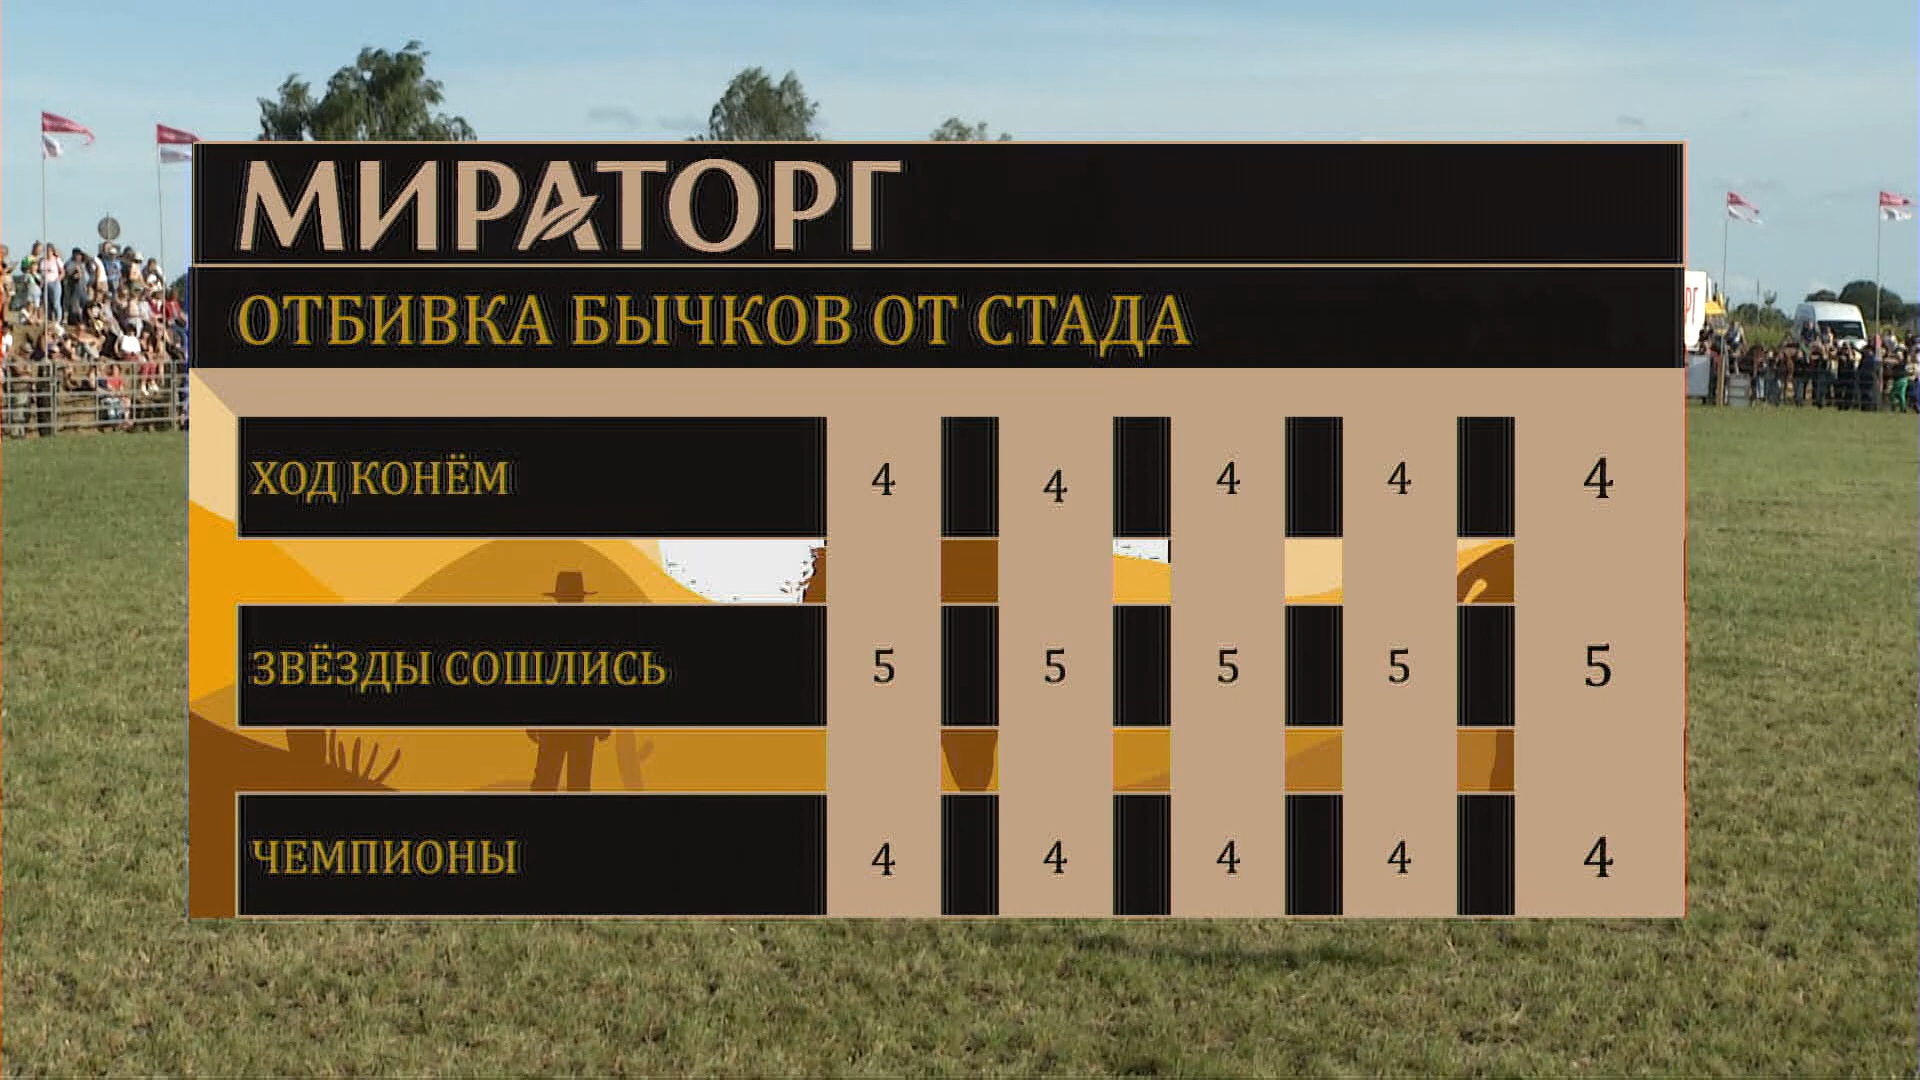 МИРАТОРГ
ОТБИВКА БЫЧКОВ ОТ СТАДА
ХОД КОНЁМ 4 4 4 4 4
ЗВЁЗДЫ СОШЛИСЬ 5 5 5 5 5
ЧЕМПИОНЫ 4 4 4 4 4